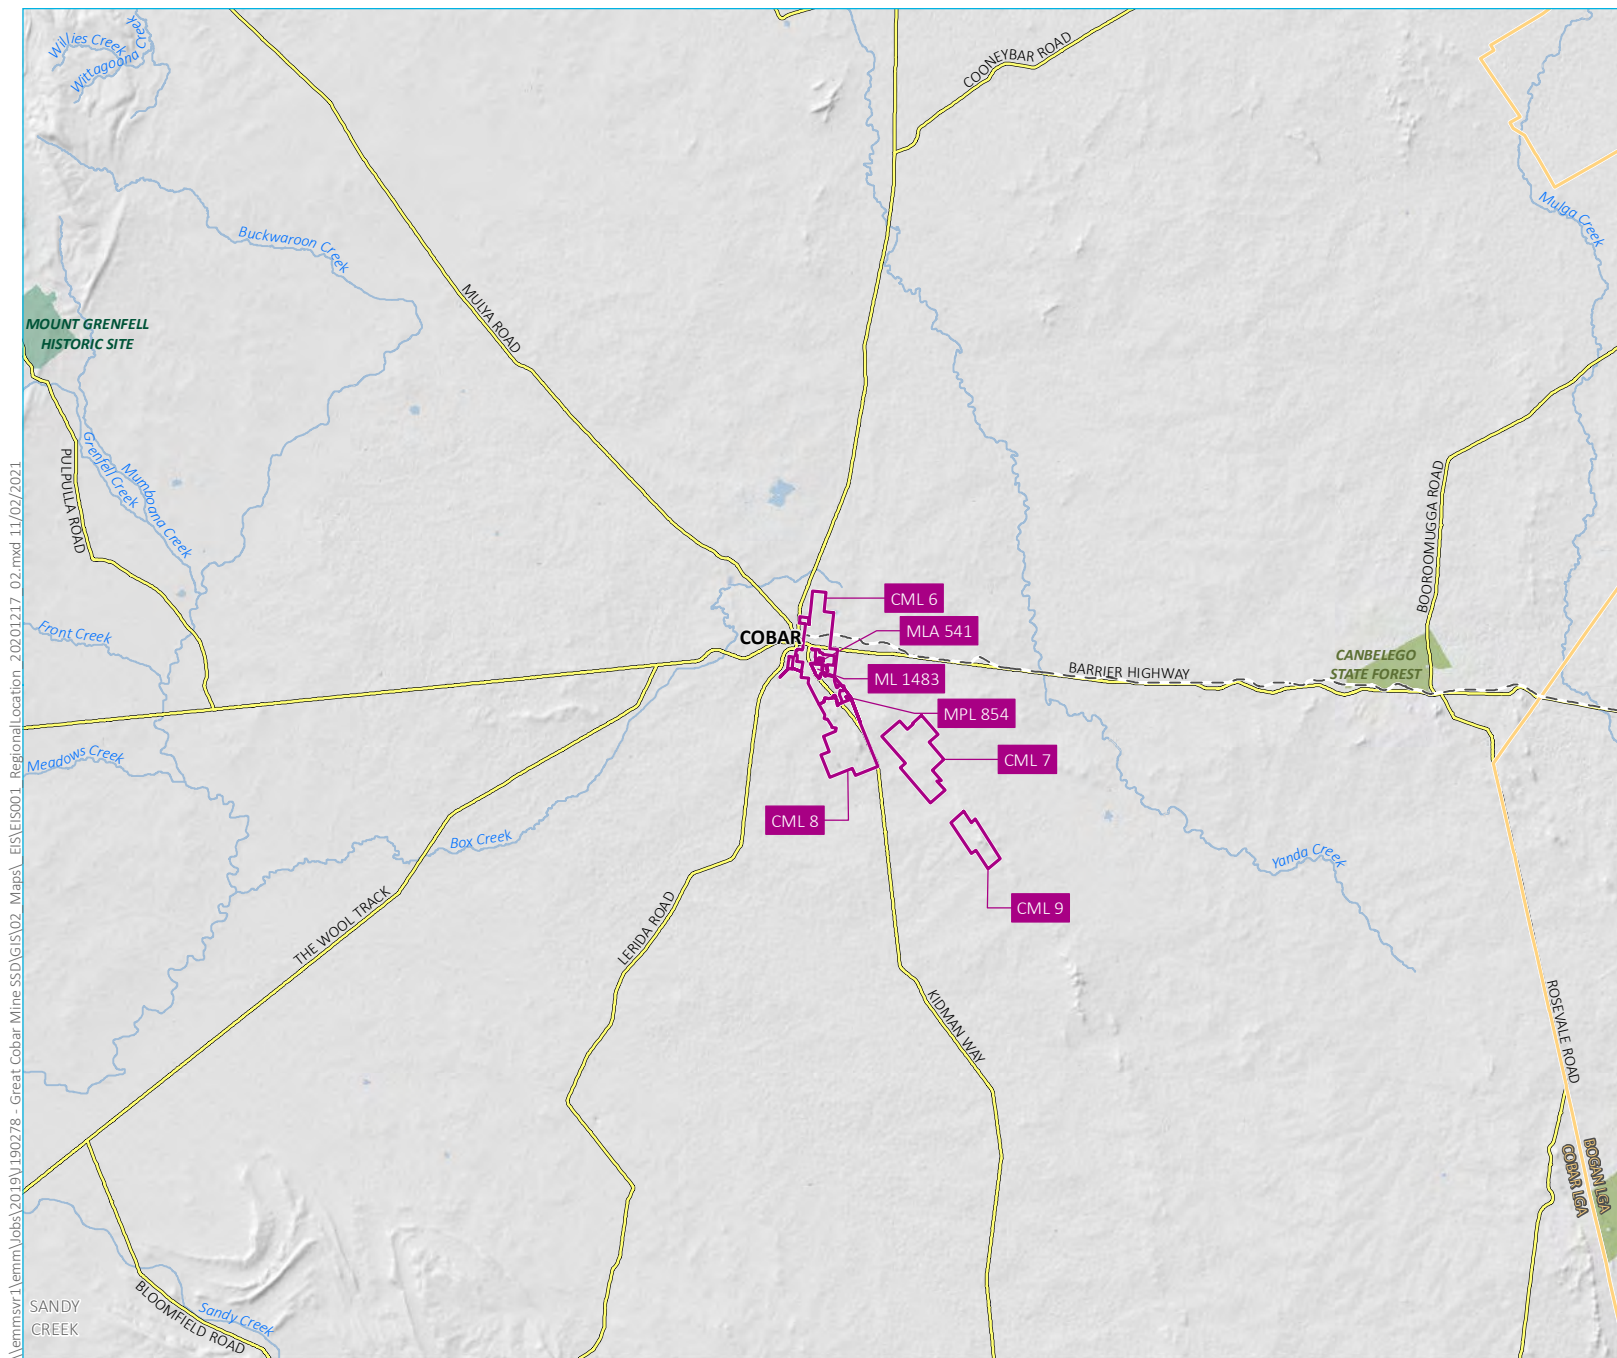 Willies Creek
Wittagoona Creek
COONEYBAR ROAD
Mulga Creek
Buckwaroon Creek
MULYA ROAD
MOUNT GRENFELL
HISTORIC SITE
PULPULLA ROAD
Grenfell Creek
Mumboana Creek
BOOROOMUGGA ROAD
CML 6
Front Creek
COBAR
MLA 541
BARRIER HIGHWAY
CANBELEGO
STATE FOREST
ML 1483
MPL 854
Meadows Creek
CML 7
CML 8
Box Creek
Yanda Creek
CML 9
THE WOOL TRACK
LERIDA ROAD
KIDMAN WAY
ROSEVALE ROAD
BOGAN LGA
COBAR LGA
SANDY
CREEK
BLOOMFIELD ROAD
Sandy Creek
\\emmsvr1\emm\Jobs\2019\J190278 - Great Cobar Mine SSD\GIS\02_Maps\_EIS\EIS001_RegionalLocation_20201217_02.mxd 11/02/2021